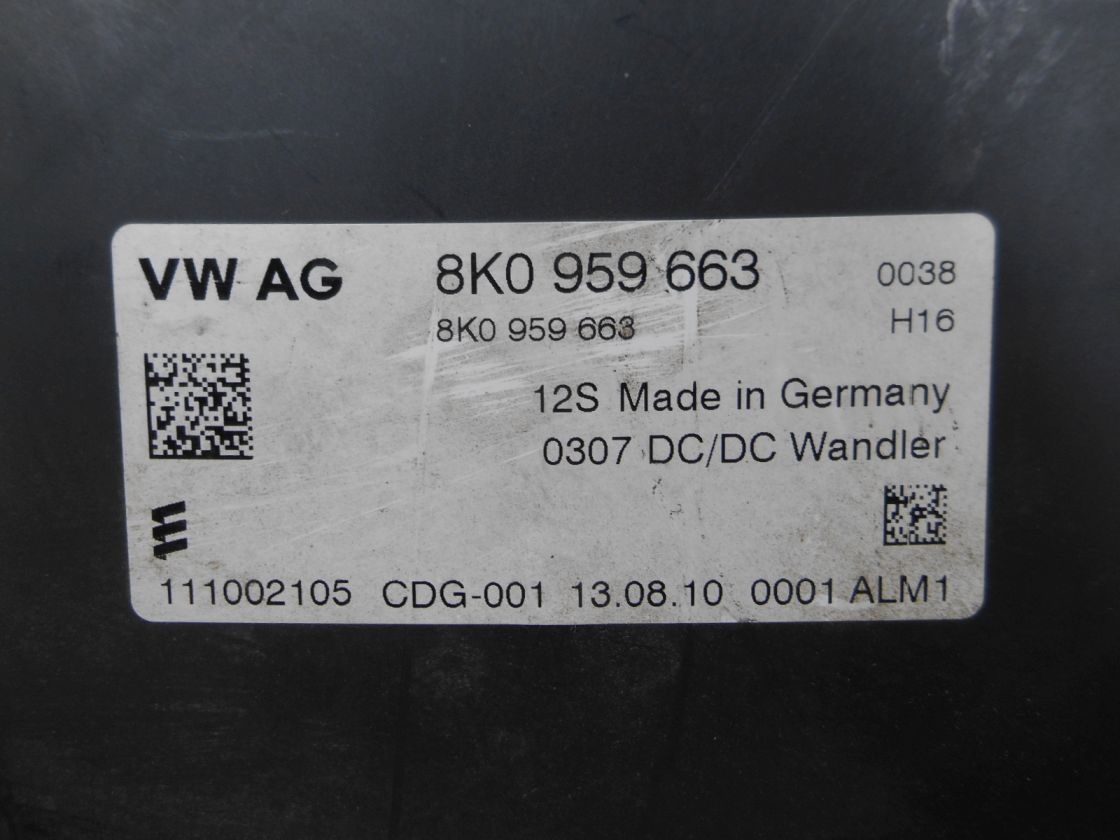 VW AG 8K0 959 663 0038
8K0 959 663 H16
12S Made in Germany
0307 DC/DC Wandler
111002105 CDG-001 13.08.10 0001 ALM1